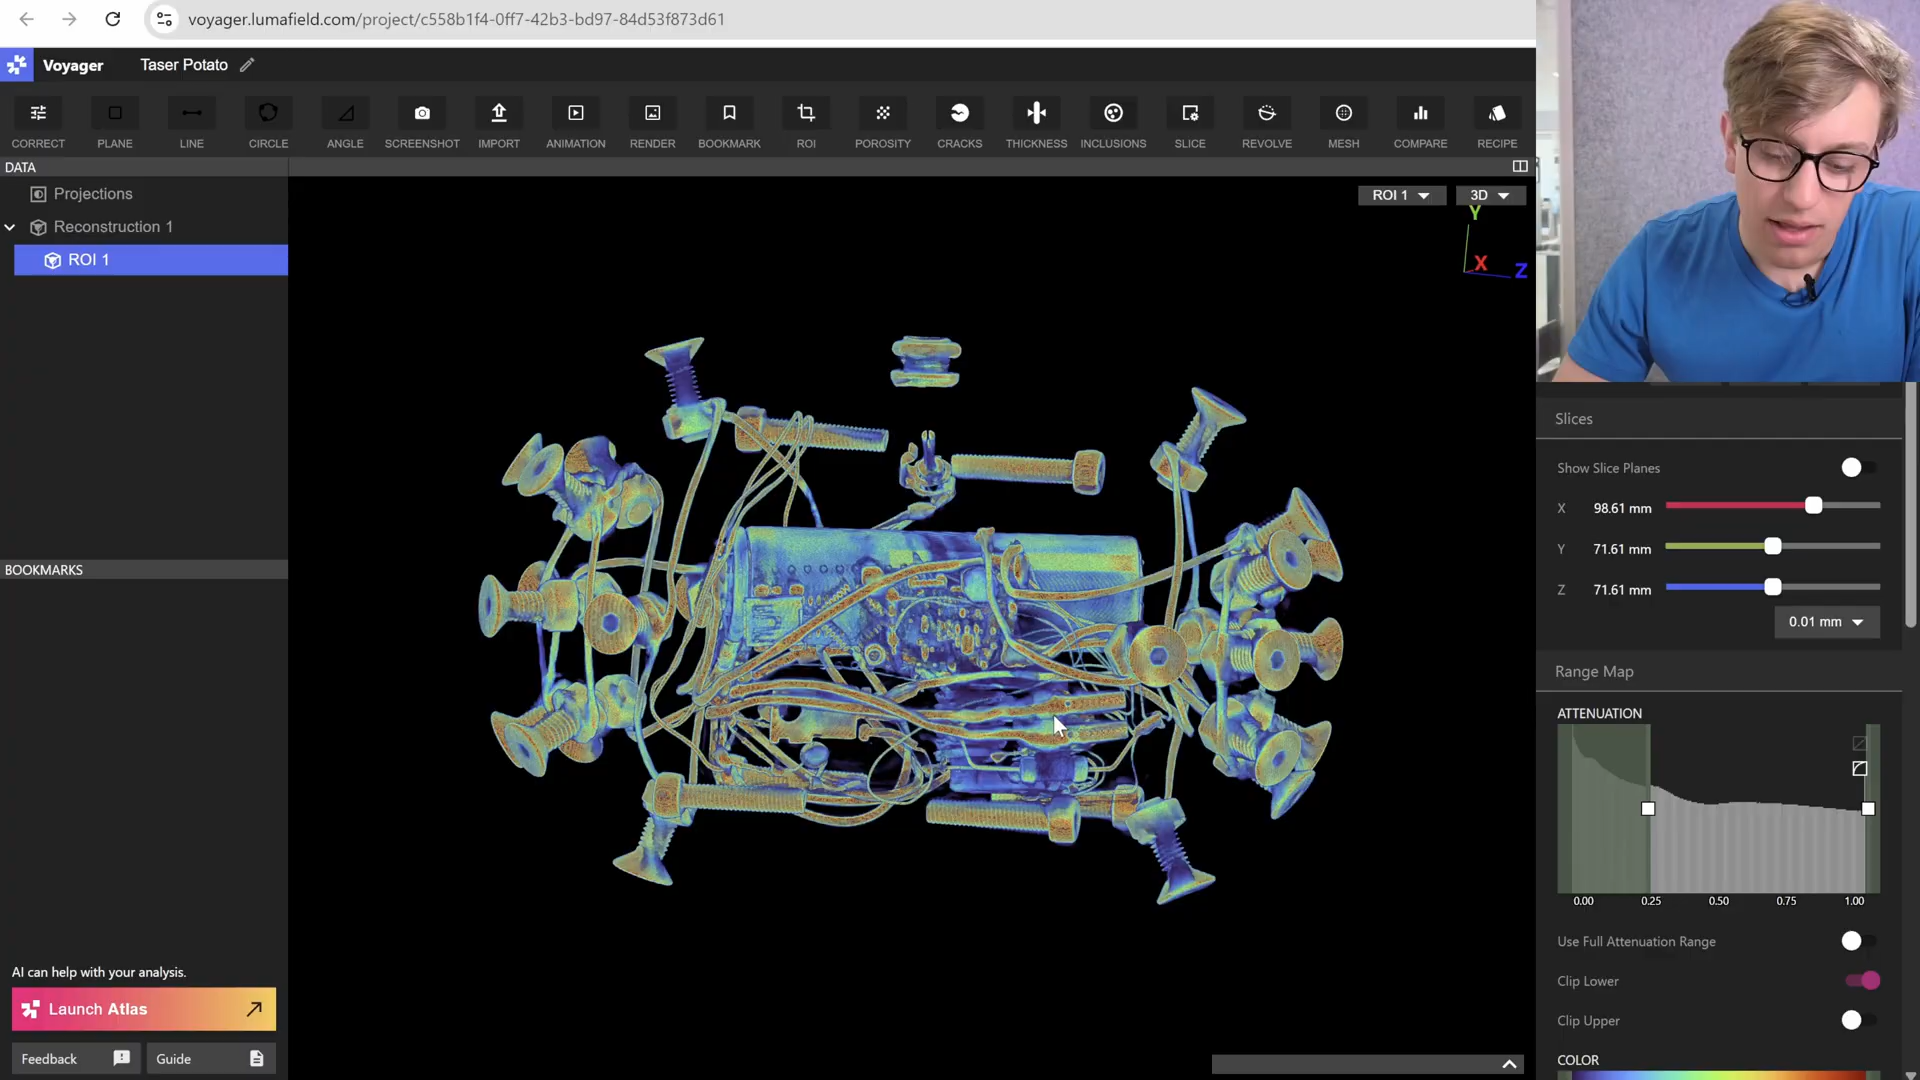 voyager.lumafield.com/project/c558b1f4-0ff7-42b3-bd97-84d53f873d61
Voyager
Taser Potato
CORRECT
PLANE
LINE
CIRCLE
ANGLE
SCREENSHOT
IMPORT
ANIMATION
RENDER
BOOKMARK
ROI
POROSITY
CRACKS
THICKNESS
INCLUSIONS
SLICE
REVOLVE
MESH
COMPARE
RECIPE
DATA
Projections
Reconstruction 1
ROI 1
BOOKMARKS
AI can help with your analysis.
Launch Atlas
Feedback
Guide
ROI 1
3D
Y
X
Z
Slices
Show Slice Planes
X 98.61 mm
Y 71.61 mm
Z 71.61 mm
0.01 mm
Range Map
ATTENUATION
0.00 0.25 0.50 0.75 1.00
Use Full Attenuation Range
Clip Lower
Clip Upper
COLOR